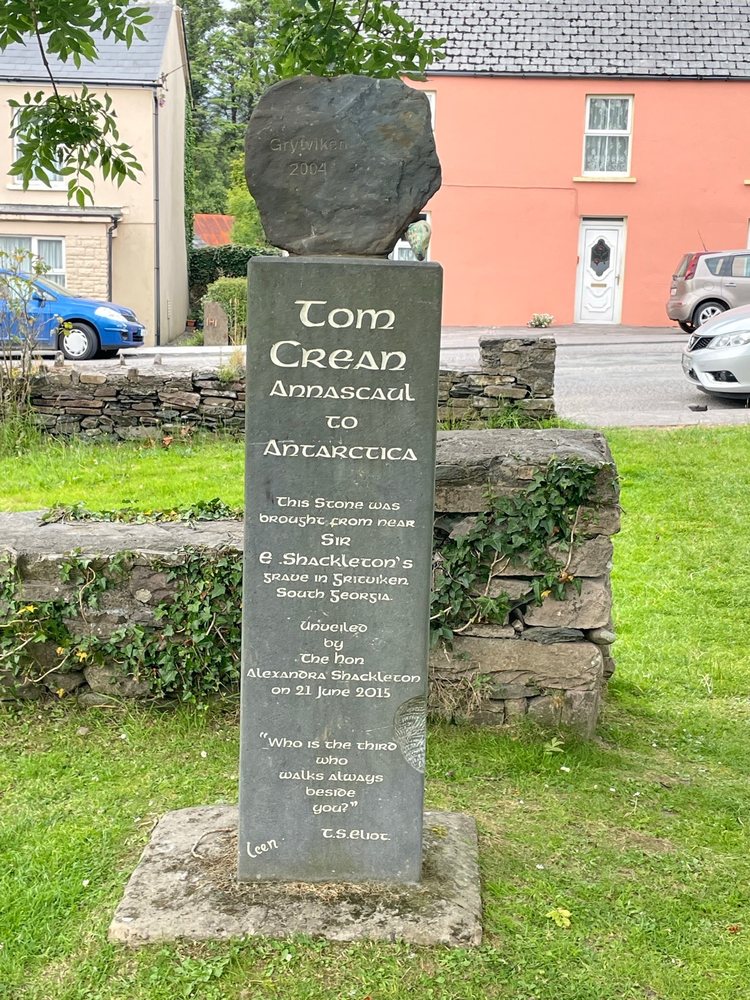 Grytviken
2004
Tom
Crean
Annascaul
to
Antarctica
This Stone was
brought from near
Sir
E .Shackleton's
grave in Gritviken
South Georgia.
Unveiled
by
The Hon
Alexandra Shackleton
on 21 June 2015
"Who is the third
who
walks always
beside
you?"
T.S.Eliot.